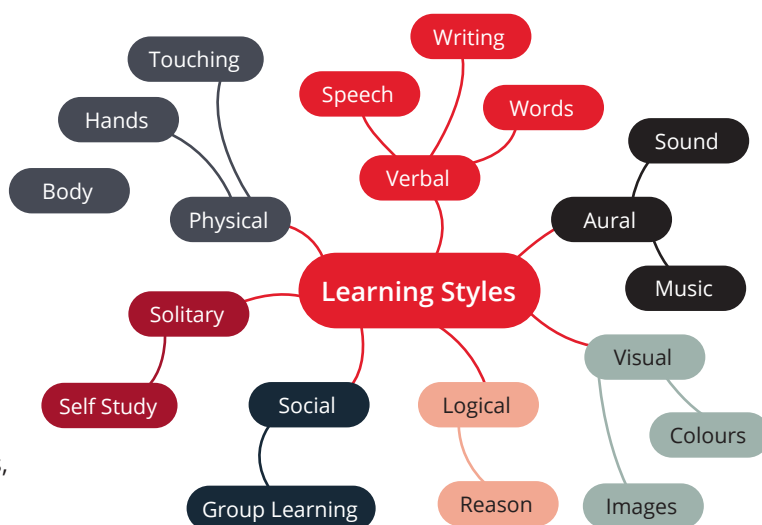 Writing
Touching
Speech
Words
Hands
Sound
Verbal
Body
Physical
Aural
Learning Styles
Music
Solitary
Visual
Self Study
Social
Logical
Colours
s,
Group Learning
Reason
Images